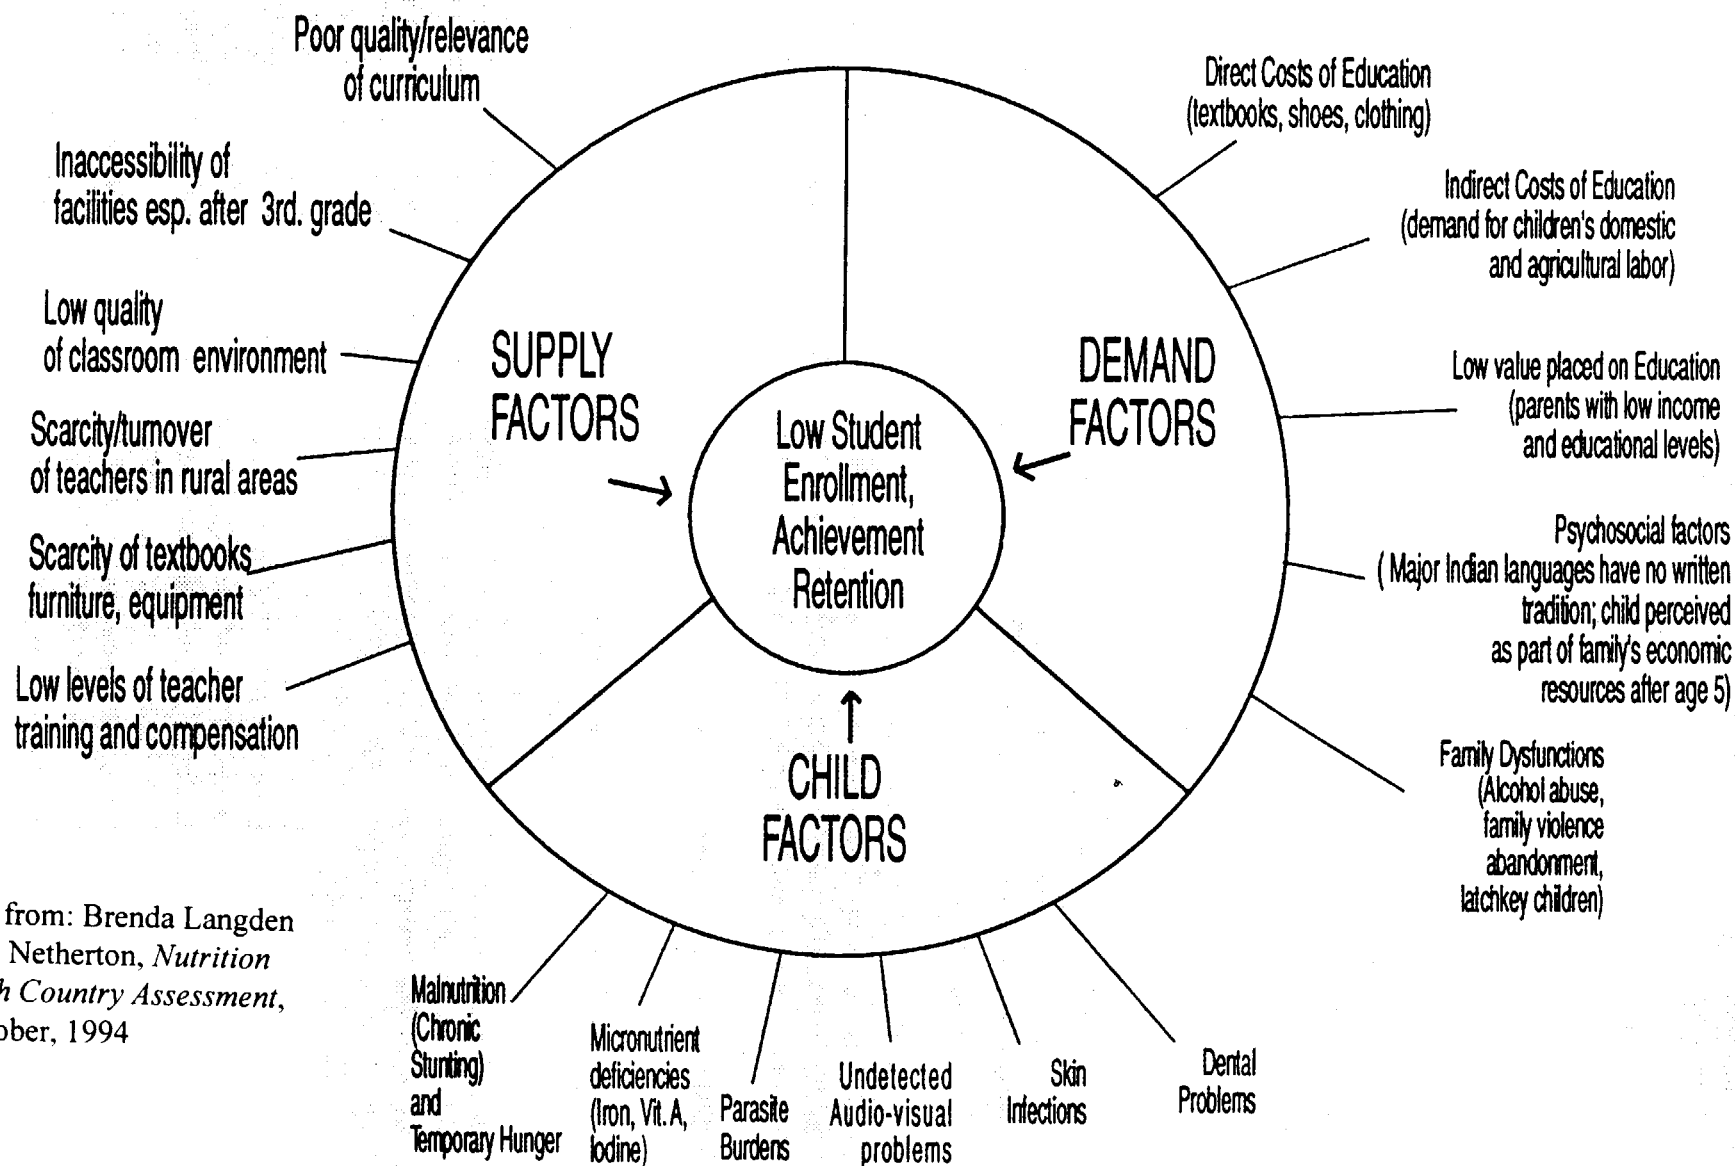 Poor quality/relevance
of curriculum
Inaccessibility of
facilities esp. after 3rd. grade
Low quality
of classroom environment
Scarcity/turnover
of teachers in rural areas
Scarcity of textbooks
furniture, equipment
Low levels of teacher
training and compensation
SUPPLY
FACTORS
Low Student
Enrollment,
Achievement
Retention
DEMAND
FACTORS
CHILD
FACTORS
Direct Costs of Education
(textbooks, shoes, clothing)
Indirect Costs of Education
(demand for children's domestic
and agricultural labor)
Low value placed on Education
(parents with low income
and educational levels)
Psychosocial factors
( Major Indian languages have no written
tradition; child perceived
as part of family's economic
resources after age 5)
Family Dysfunctions
(Alcohol abuse,
family violence
abandonment,
latchkey children)
Malnutrition
(Chronic
Stunting)
and
Temporary Hunger
Micronutrient
deficiencies
(Iron, Vit. A,
Iodine)
Parasite
Burdens
Undetected
Audio-visual
problems
Skin
Infections
Dental
Problems
from: Brenda Langden
Netherton, Nutrition
h Country Assessment,
ober, 1994